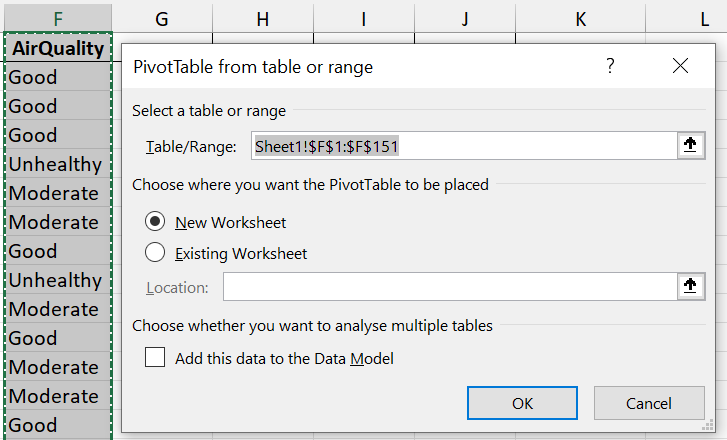 F G H I J K L
AirQuality
Good
Good
Good
Unhealthy
Moderate
Moderate
Good
Unhealthy
Moderate
Good
Moderate
Moderate
Good
PivotTable from table or range ?
Select a table or range
Table/Range: Sheet1!$F$1:$F$151
Choose where you want the PivotTable to be placed
New Worksheet
Existing Worksheet
Location:
Choose whether you want to analyse multiple tables
Add this data to the Data Model
OK Cancel